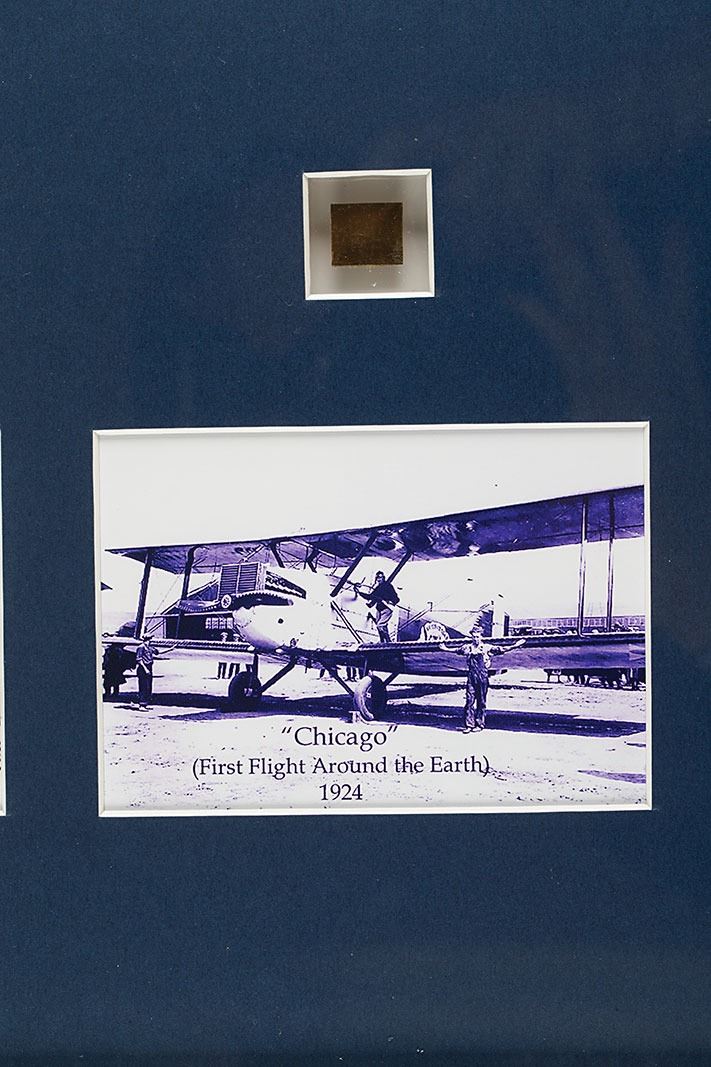 “Chicago”
(First Flight Around the Earth)
1924